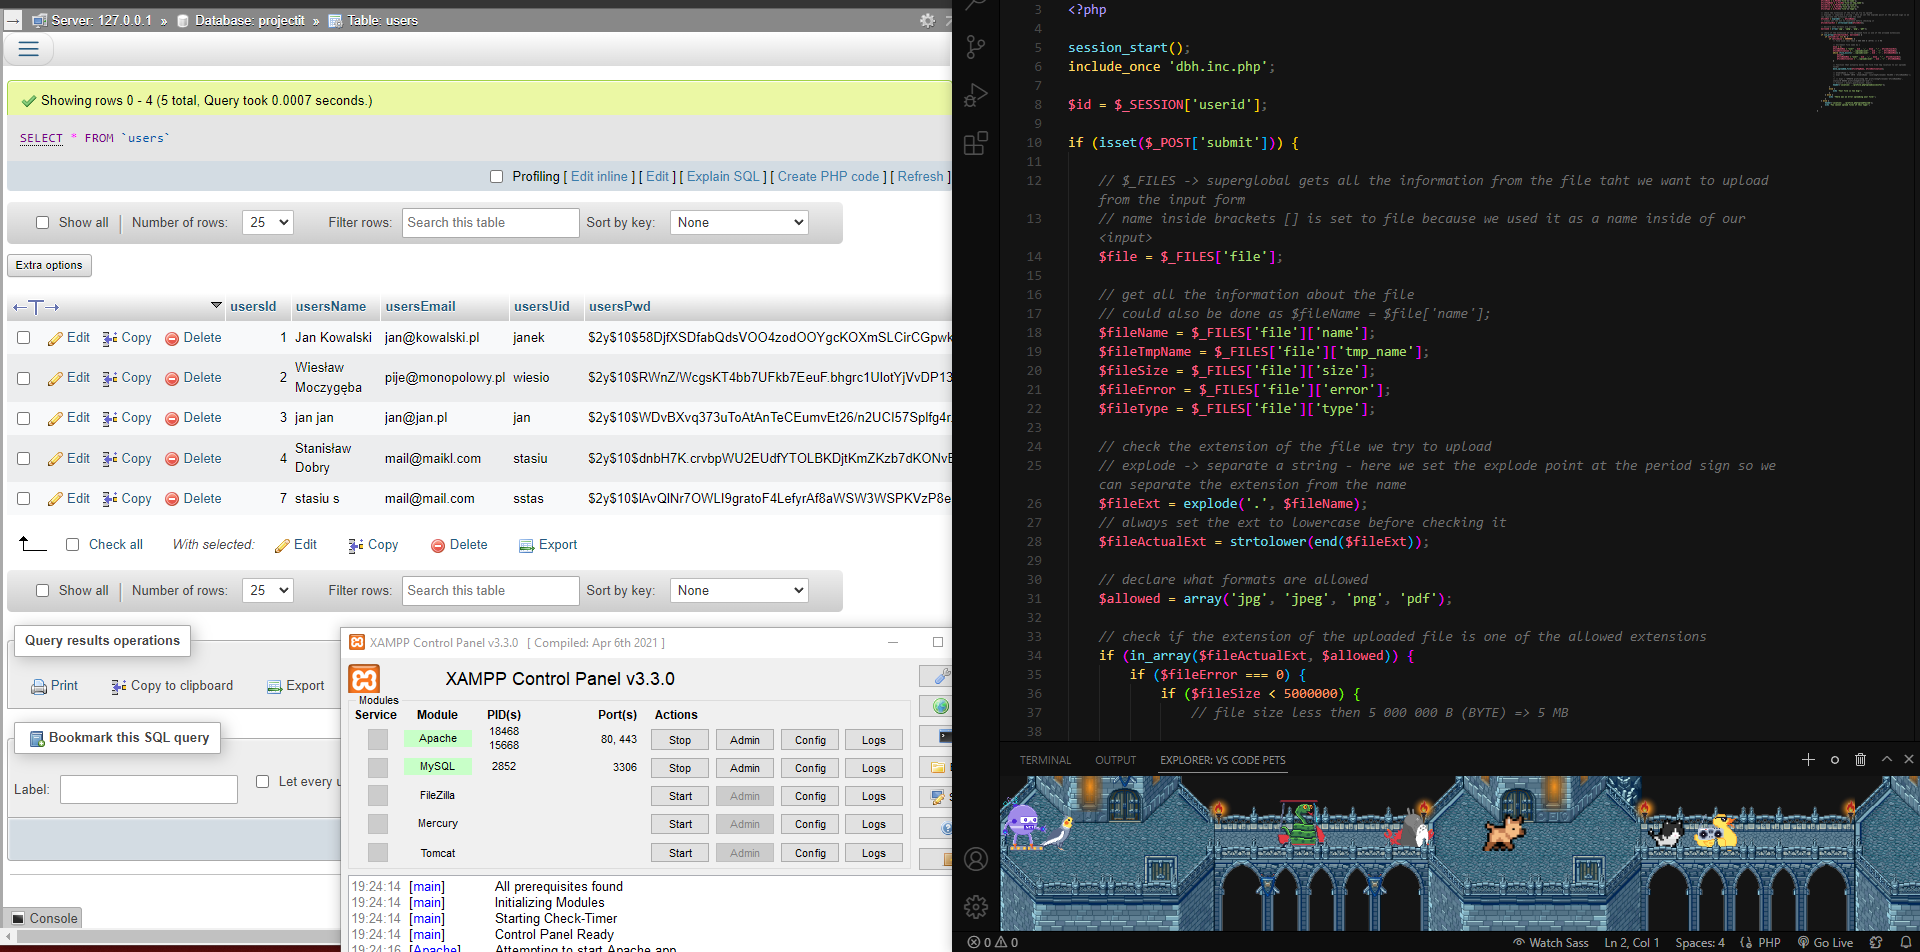 Server: 127.0.0.1 » Database: projectit » Table: users
Showing rows 0 - 4 (5 total, Query took 0.0007 seconds.)
SELECT * FROM `users`
Profiling [ Edit inline ] [ Edit ] [ Explain SQL ] [ Create PHP code ] [ Refresh ]
Show all Number of rows: 25 Filter rows: Search this table Sort by key: None
Extra options
←T→ usersId usersName usersEmail usersUid usersPwd
Edit Copy Delete 1 Jan Kowalski jan@kowalski.pl janek
Edit Copy Delete 2 Wiesław Moczygęba pije@monopolowy.pl wiesio
Edit Copy Delete 3 jan jan jan@jan.pl jan
Edit Copy Delete 4 Stanisław Dobry mail@maikl.com stasiu
Edit Copy Delete 7 stasiu s mail@mail.com sstas
Check all With selected: Edit Copy Delete Export
Show all Number of rows: 25 Filter rows: Search this table Sort by key: None
Query results operations
Print Copy to clipboard Export
Bookmark this SQL query
Label: Let every
Console
XAMPP Control Panel v3.3.0 [ Compiled: Apr 6th 2021 ]
XAMPP Control Panel v3.3.0
Modules
Service Module PID(s) Port(s) Actions
Apache 18468 15668 80, 443 Stop Admin Config Logs
MySQL 2852 3306 Stop Admin Config Logs
FileZilla Start Admin Config Logs
Mercury Start Admin Config Logs
Tomcat Start Admin Config Logs
19:24:14 [main] All prerequisites found
19:24:14 [main] Initializing Modules
19:24:14 [main] Starting Check-Timer
19:24:14 [main] Control Panel Ready
19:24:16 [Apache] Attempting to start Apache app
3 <?php
4
5 session_start();
6 include_once 'dbh.inc.php';
7
8 $id = $_SESSION['userid'];
9
10 if (isset($_POST['submit'])) {
11
12 // $_FILES -> superglobal gets all the information from the file taht we want to upload
from the input form
13 // name inside brackets [] is set to file because we used it as a name inside of our
<input>
14 $file = $_FILES['file'];
15
16 // get all the information about the file
17 // could also be done as $fileName = $file['name'];
18 $fileName = $_FILES['file']['name'];
19 $fileTmpName = $_FILES['file']['tmp_name'];
20 $fileSize = $_FILES['file']['size'];
21 $fileError = $_FILES['file']['error'];
22 $fileType = $_FILES['file']['type'];
23
24 // check the extension of the file we try to upload
25 // explode -> separate a string - here we set the explode point at the period sign so we
can separate the extension from the name
26 $fileExt = explode('.', $fileName);
27 // always set the ext to lowercase before checking it
28 $fileActualExt = strtolower(end($fileExt));
29
30 // declare what formats are allowed
31 $allowed = array('jpg', 'jpeg', 'png', 'pdf');
32
33 // check if the extension of the uploaded file is one of the allowed extensions
34 if (in_array($fileActualExt, $allowed)) {
35 if ($fileError === 0) {
36 if ($fileSize < 5000000) {
37 // file size less then 5 000 000 B (BYTE) => 5 MB
38
TERMINAL OUTPUT EXPLORER: VS CODE PETS
0 0 Watch Sass Ln 2, Col 1 Spaces: 4 PHP Go Live